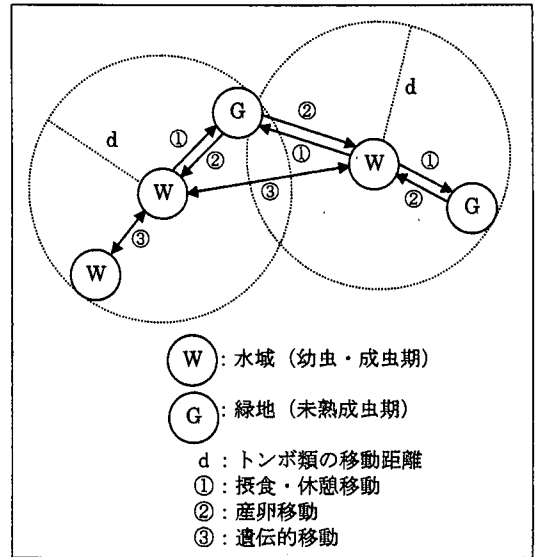 d
G
②
①
②
①
W
①
d
W
③
②
G
③
W
W：水域（幼虫・成虫期）
G：緑地（未熟成虫期）
d：トンボ類の移動距離
①：摂食・休憩移動
②：産卵移動
③：遺伝的移動